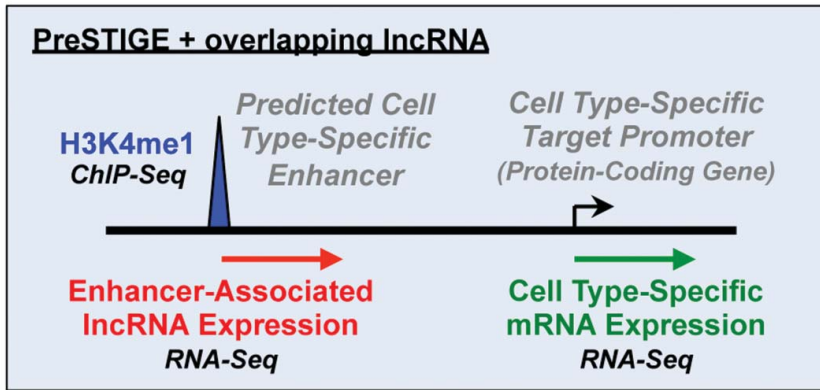 PreSTIGE + overlapping lncRNA
H3K4me1
ChIP-Seq
Predicted Cell
Type-Specific
Enhancer
Cell Type-Specific
Target Promoter
(Protein-Coding Gene)
Enhancer-Associated
lncRNA Expression
RNA-Seq
Cell Type-Specific
mRNA Expression
RNA-Seq